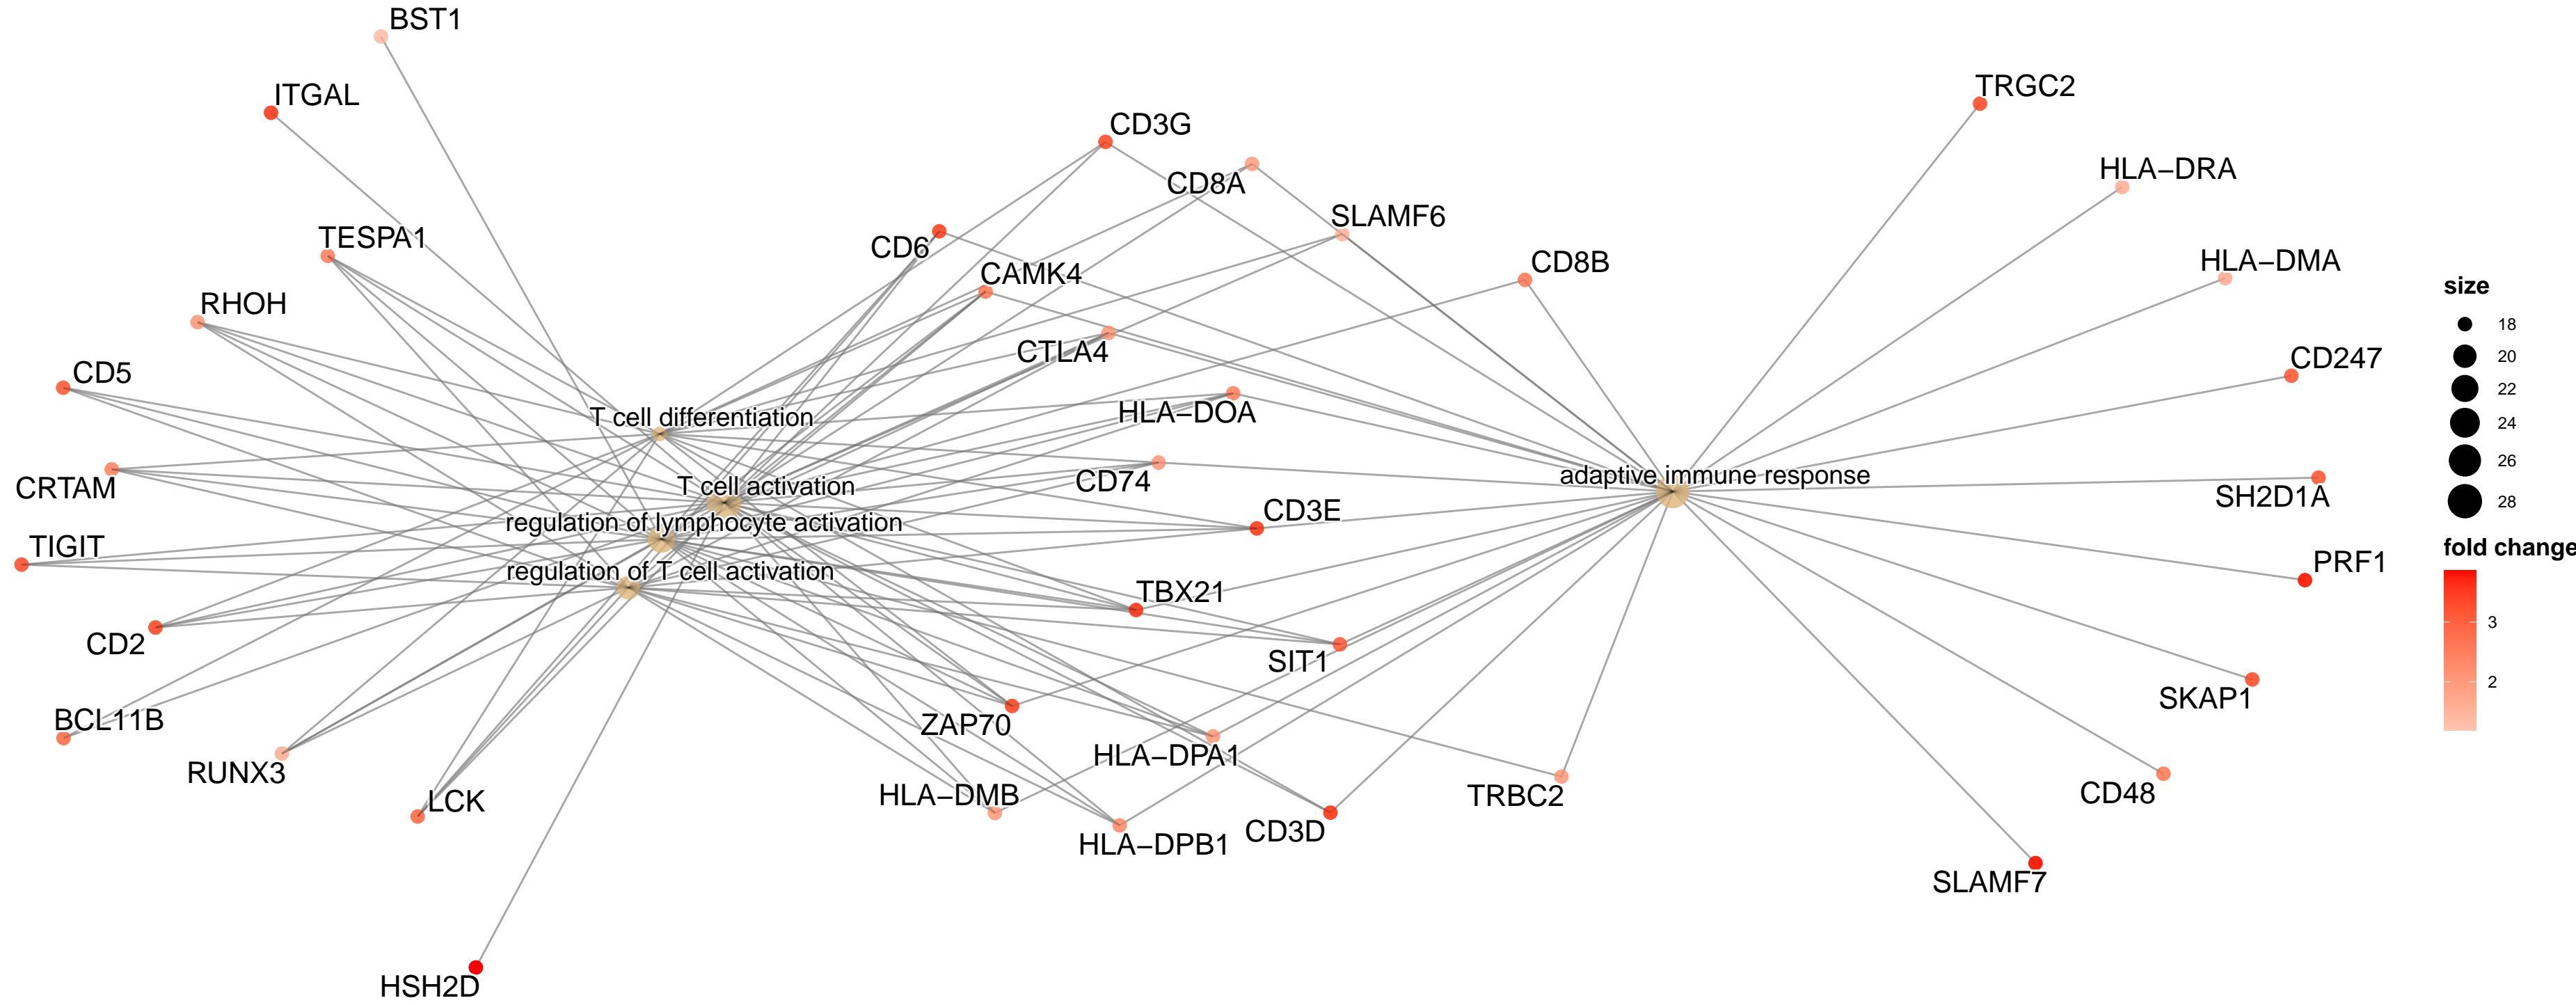 BST1
ITGAL
TRGC2
CD3G
HLA−DRA
CD8A
SLAMF6
TESPA1
CD6
CD8B
HLA−DMA
CAMK4
RHOH
CTLA4
CD5
CD247
T cell differentiation
HLA−DOA
CRTAM
T cell activation
CD74
adaptive immune response
SH2D1A
regulation of lymphocyte activation
CD3E
TIGIT
regulation of T cell activation
PRF1
TBX21
CD2
SIT1
SKAP1
BCL11B
ZAP70
RUNX3
HLA−DPA1
LCK
HLA−DMB
TRBC2
CD48
HLA−DPB1
CD3D
SLAMF7
HSH2D
size
18
20
22
24
26
28
fold change
3
2